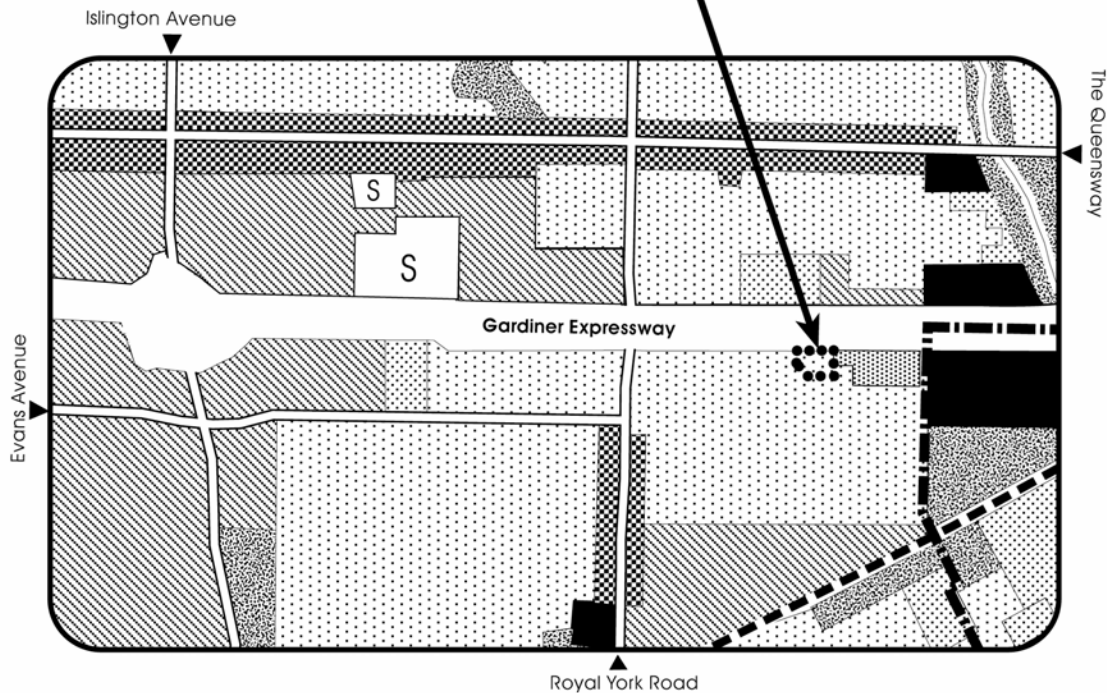 Islington Avenue
The Queensway
S
S
Gardiner Expressway
Evans Avenue
Royal York Road